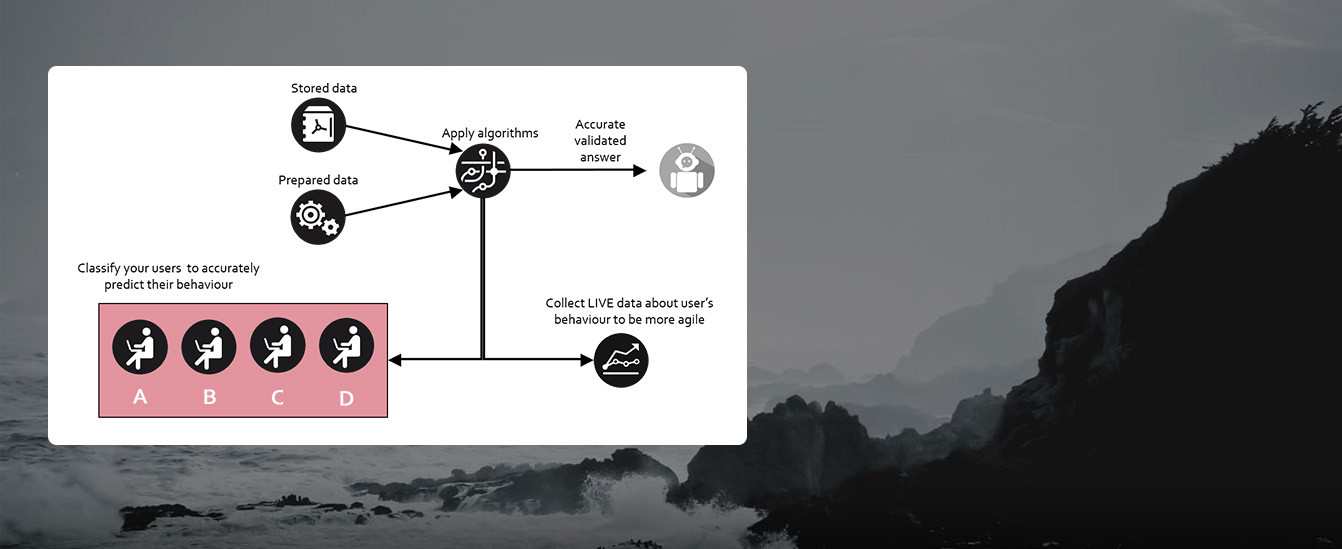 Stored data
Apply algorithms
Accurate
validated
answer
Prepared data
Classify your users to accurately
predict their behaviour
Collect LIVE data about user's
behaviour to be more agile
A B C D